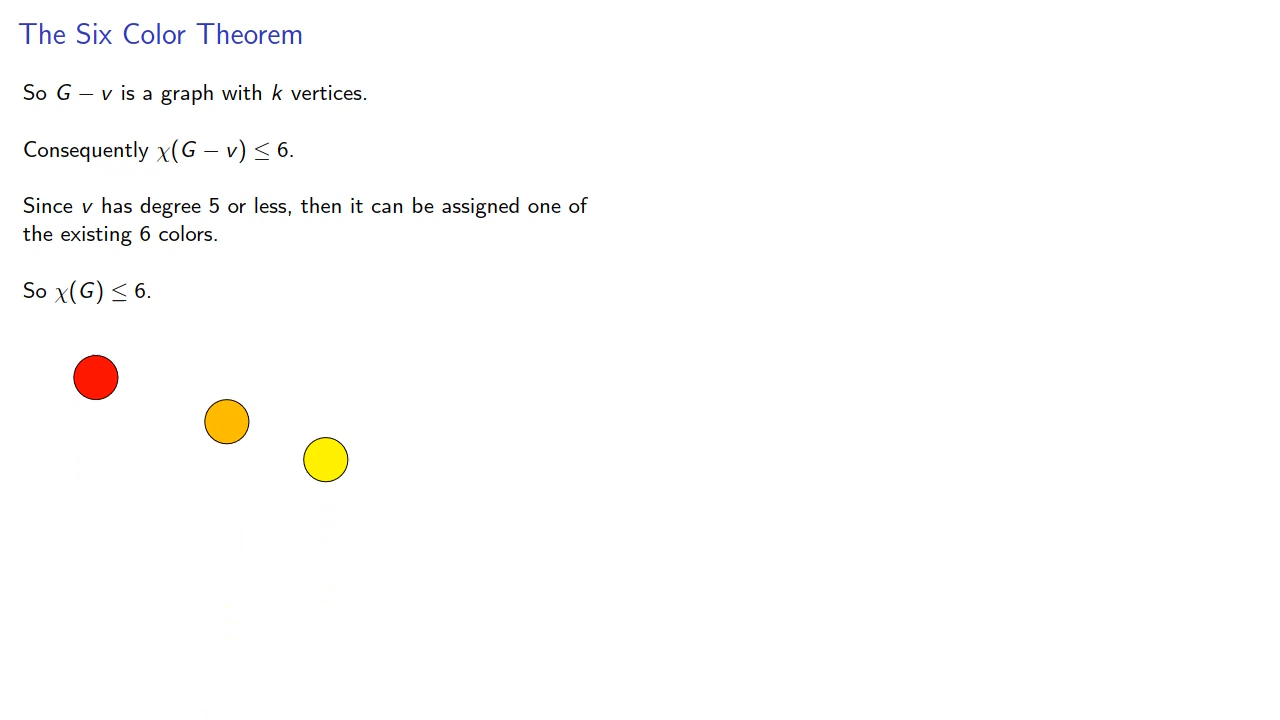 The Six Color Theorem
So G − v is a graph with k vertices.
Consequently χ(G − v) ≤ 6.
Since v has degree 5 or less, then it can be assigned one of
the existing 6 colors.
So χ(G) ≤ 6.